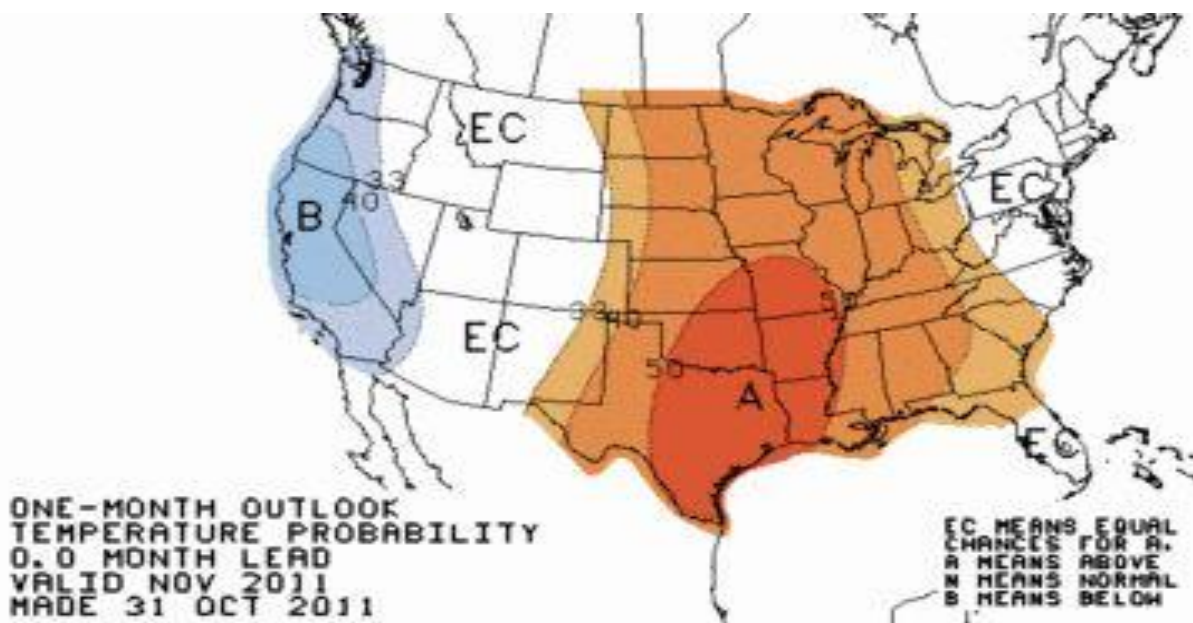 EC
33
B
40
EC
EC
33
40
50
50
A
ONE-MONTH OUTLOOK
TEMPERATURE PROBABILITY
0.0 MONTH LEAD
VALID NOV 2011
MADE 31 OCT 2011
EC MEANS EQUAL
CHANCES FOR A.
A MEANS ABOVE
N MEANS NORMAL
B MEANS BELOW